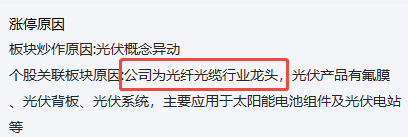 涨停原因
板块炒作原因:光伏概念异动
个股关联板块原因:公司为光纤光缆行业龙头，光伏产品有氟膜
、光伏背板、光伏系统，主要应用于太阳能电池组件及光伏电站
等